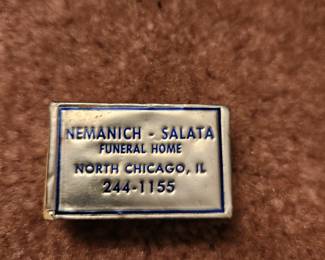 NEMANICH - SALATA
FUNERAL HOME
NORTH CHICAGO, IL
244-1155